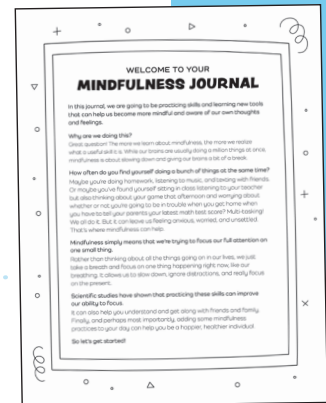 WELCOME TO YOUR
MINDFULNESS JOURNAL
In this journal, we are going to be practicing skills and learning new tools
that can help us become more mindful and aware of our own thoughts
and feelings.
Why are we doing this?
Great question! The more we learn about mindfulness, the more we realize
what a useful skill it is. While our brains are usually doing a million things at once,
mindfulness is about slowing down and giving our brains a bit of a break.
How often do you find yourself doing a bunch of things at the same time?
Maybe you're doing homework, listening to music, and texting with friends.
Or maybe you've found yourself sitting in class listening to your teacher
but also thinking about your game that afternoon and worrying about
whether or not you're going to be in trouble when you get home when
you have to tell your parents your latest math test score? Multi-tasking!
We all do it. But it can leave us feeling anxious, worried, and unsettled.
That's where mindfulness can help.
Mindfulness simply means that we're trying to focus our full attention on
one small thing.
Rather than thinking about all the things going on in our lives, we just
take a breath and focus on one thing happening right now, like our
breathing. It allows us to slow down, ignore distractions, and really focus
on the present.
Scientific studies have shown that practicing these skills can improve
our ability to focus.
It can also help you understand and get along with friends and family.
Finally, and perhaps most importantly, adding some mindfulness
practices to your day can help you be a happier, healthier individual.
So let's get started!